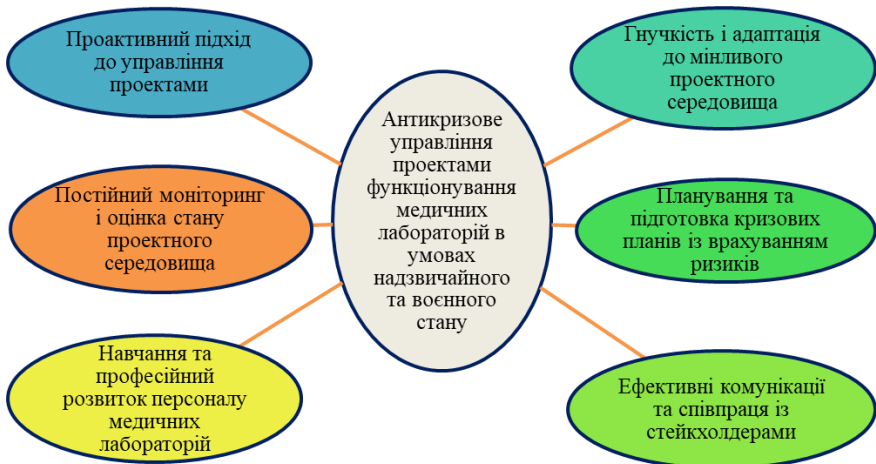 Проактивний підхід
до управління
проектами
Постійний моніторинг
і оцінка стану
проектного
середовища
Навчання та
професійний
розвиток персоналу
медичних
лабораторій
Антикризове
управління
проектами
функціонування
медичних
лабораторій в
умовах
надзвичайного
та воєнного
стану
Гнучкість і адаптація
до мінливого
проектного
середовища
Планування та
підготовка кризових
планів із врахуванням
ризиків
Ефективні комунікації
та співпраця із
стейкхолдерами